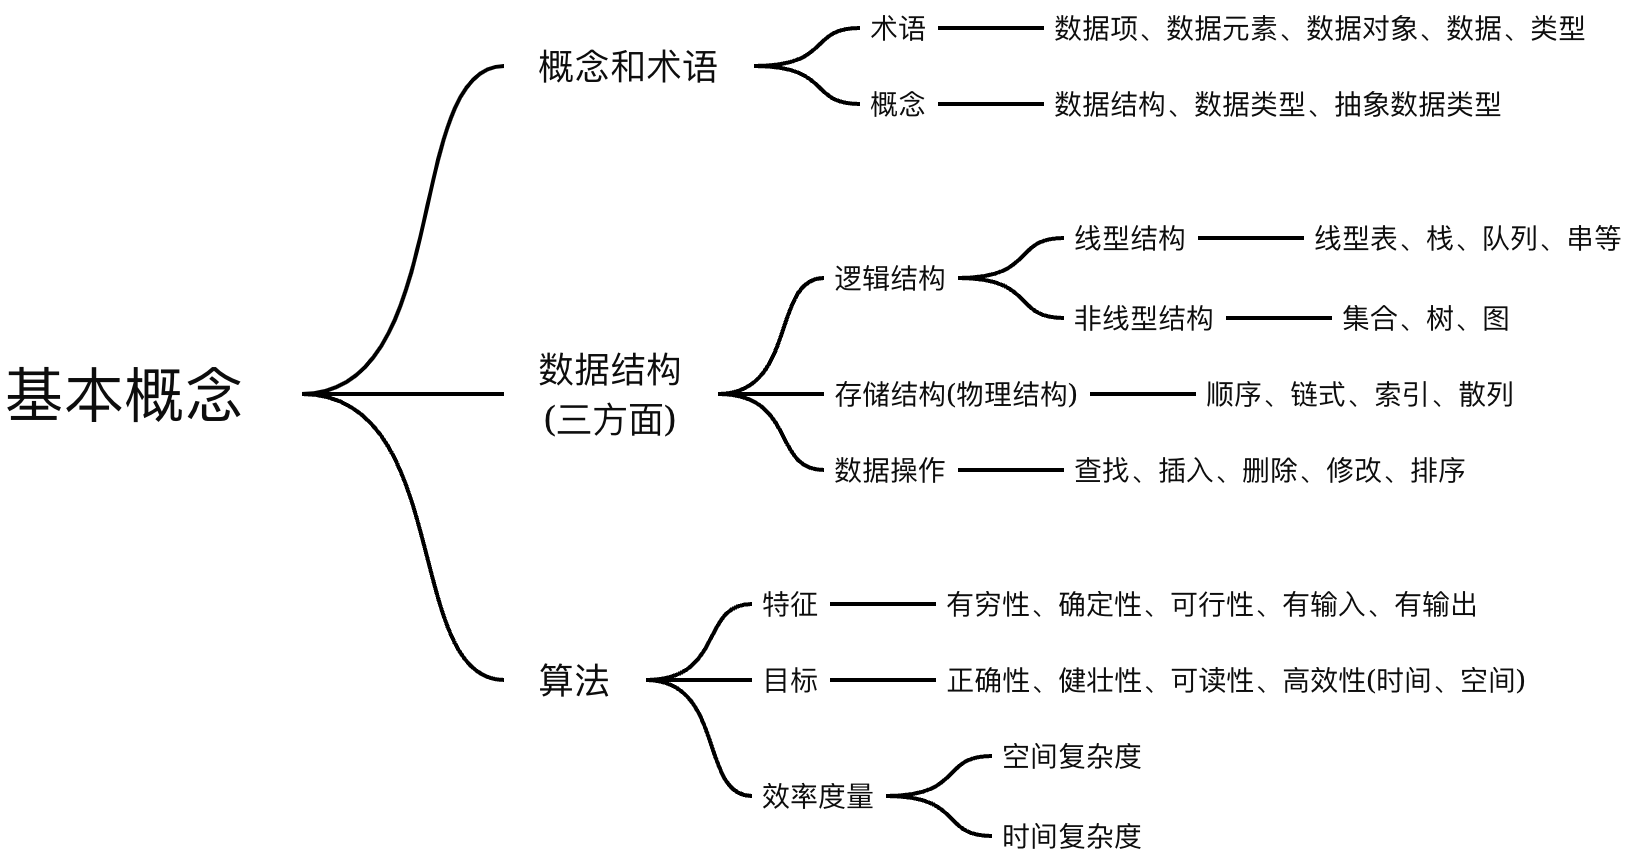 基本概念
概念和术语
术语
数据项、数据元素、数据对象、数据、类型
概念
数据结构、数据类型、抽象数据类型
数据结构
(三方面)
逻辑结构
线型结构
线型表、栈、队列、串等
非线型结构
集合、树、图
存储结构(物理结构)
顺序、链式、索引、散列
数据操作
查找、插入、删除、修改、排序
算法
特征
有穷性、确定性、可行性、有输入、有输出
目标
正确性、健壮性、可读性、高效性(时间、空间)
效率度量
空间复杂度
时间复杂度